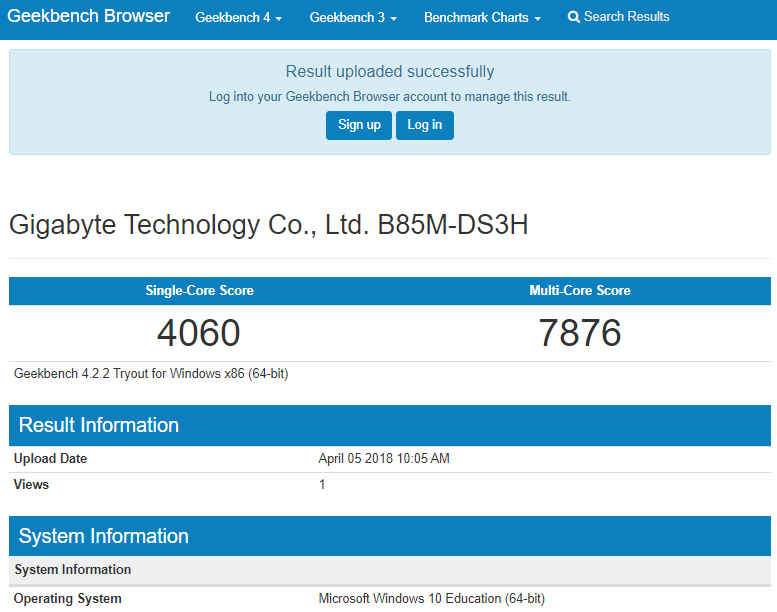 Geekbench Browser Geekbench 4 Geekbench 3 Benchmark Charts Search Results
Result uploaded successfully
Log into your Geekbench Browser account to manage this result.
Sign up Log in
Gigabyte Technology Co., Ltd. B85M-DS3H
Single-Core Score Multi-Core Score
4060 7876
Geekbench 4.2.2 Tryout for Windows x86 (64-bit)
Result Information
Upload Date April 05 2018 10:05 AM
Views 1
System Information
System Information
Operating System Microsoft Windows 10 Education (64-bit)